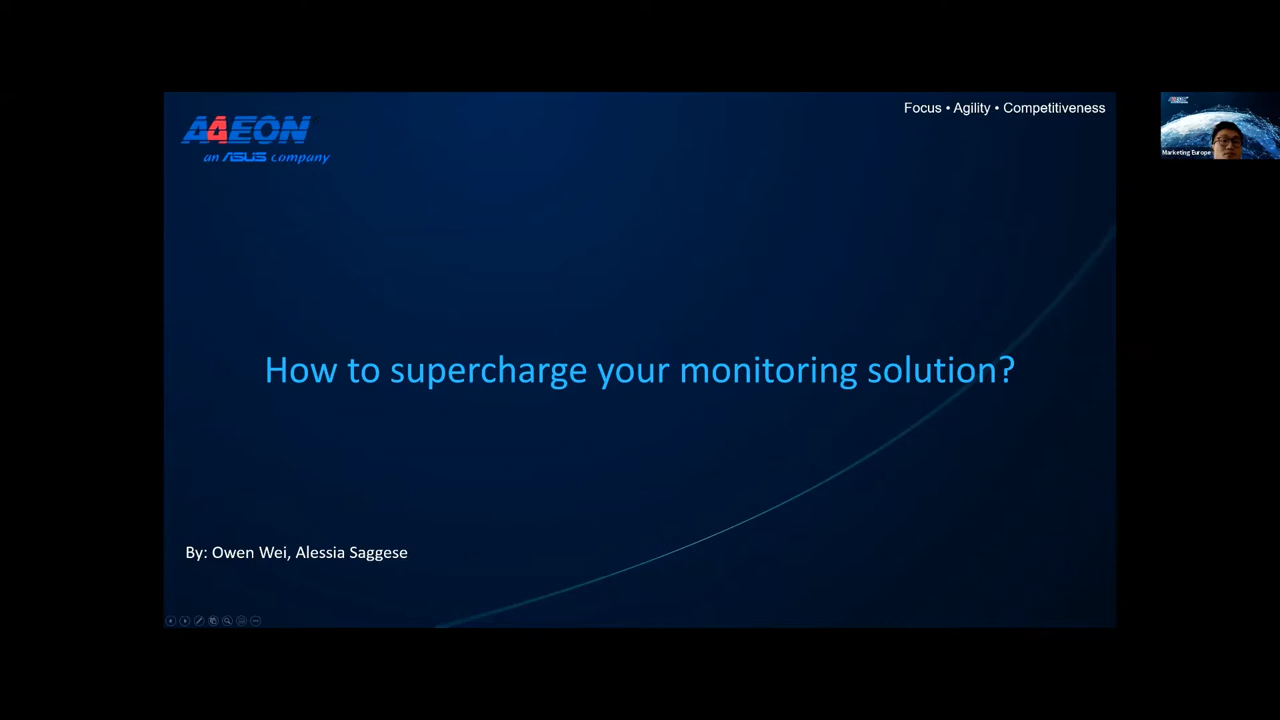 AAEON
an ASUS company
Focus • Agility • Competitiveness
AAEON
Marketing Europe
How to supercharge your monitoring solution?
By: Owen Wei, Alessia Saggese